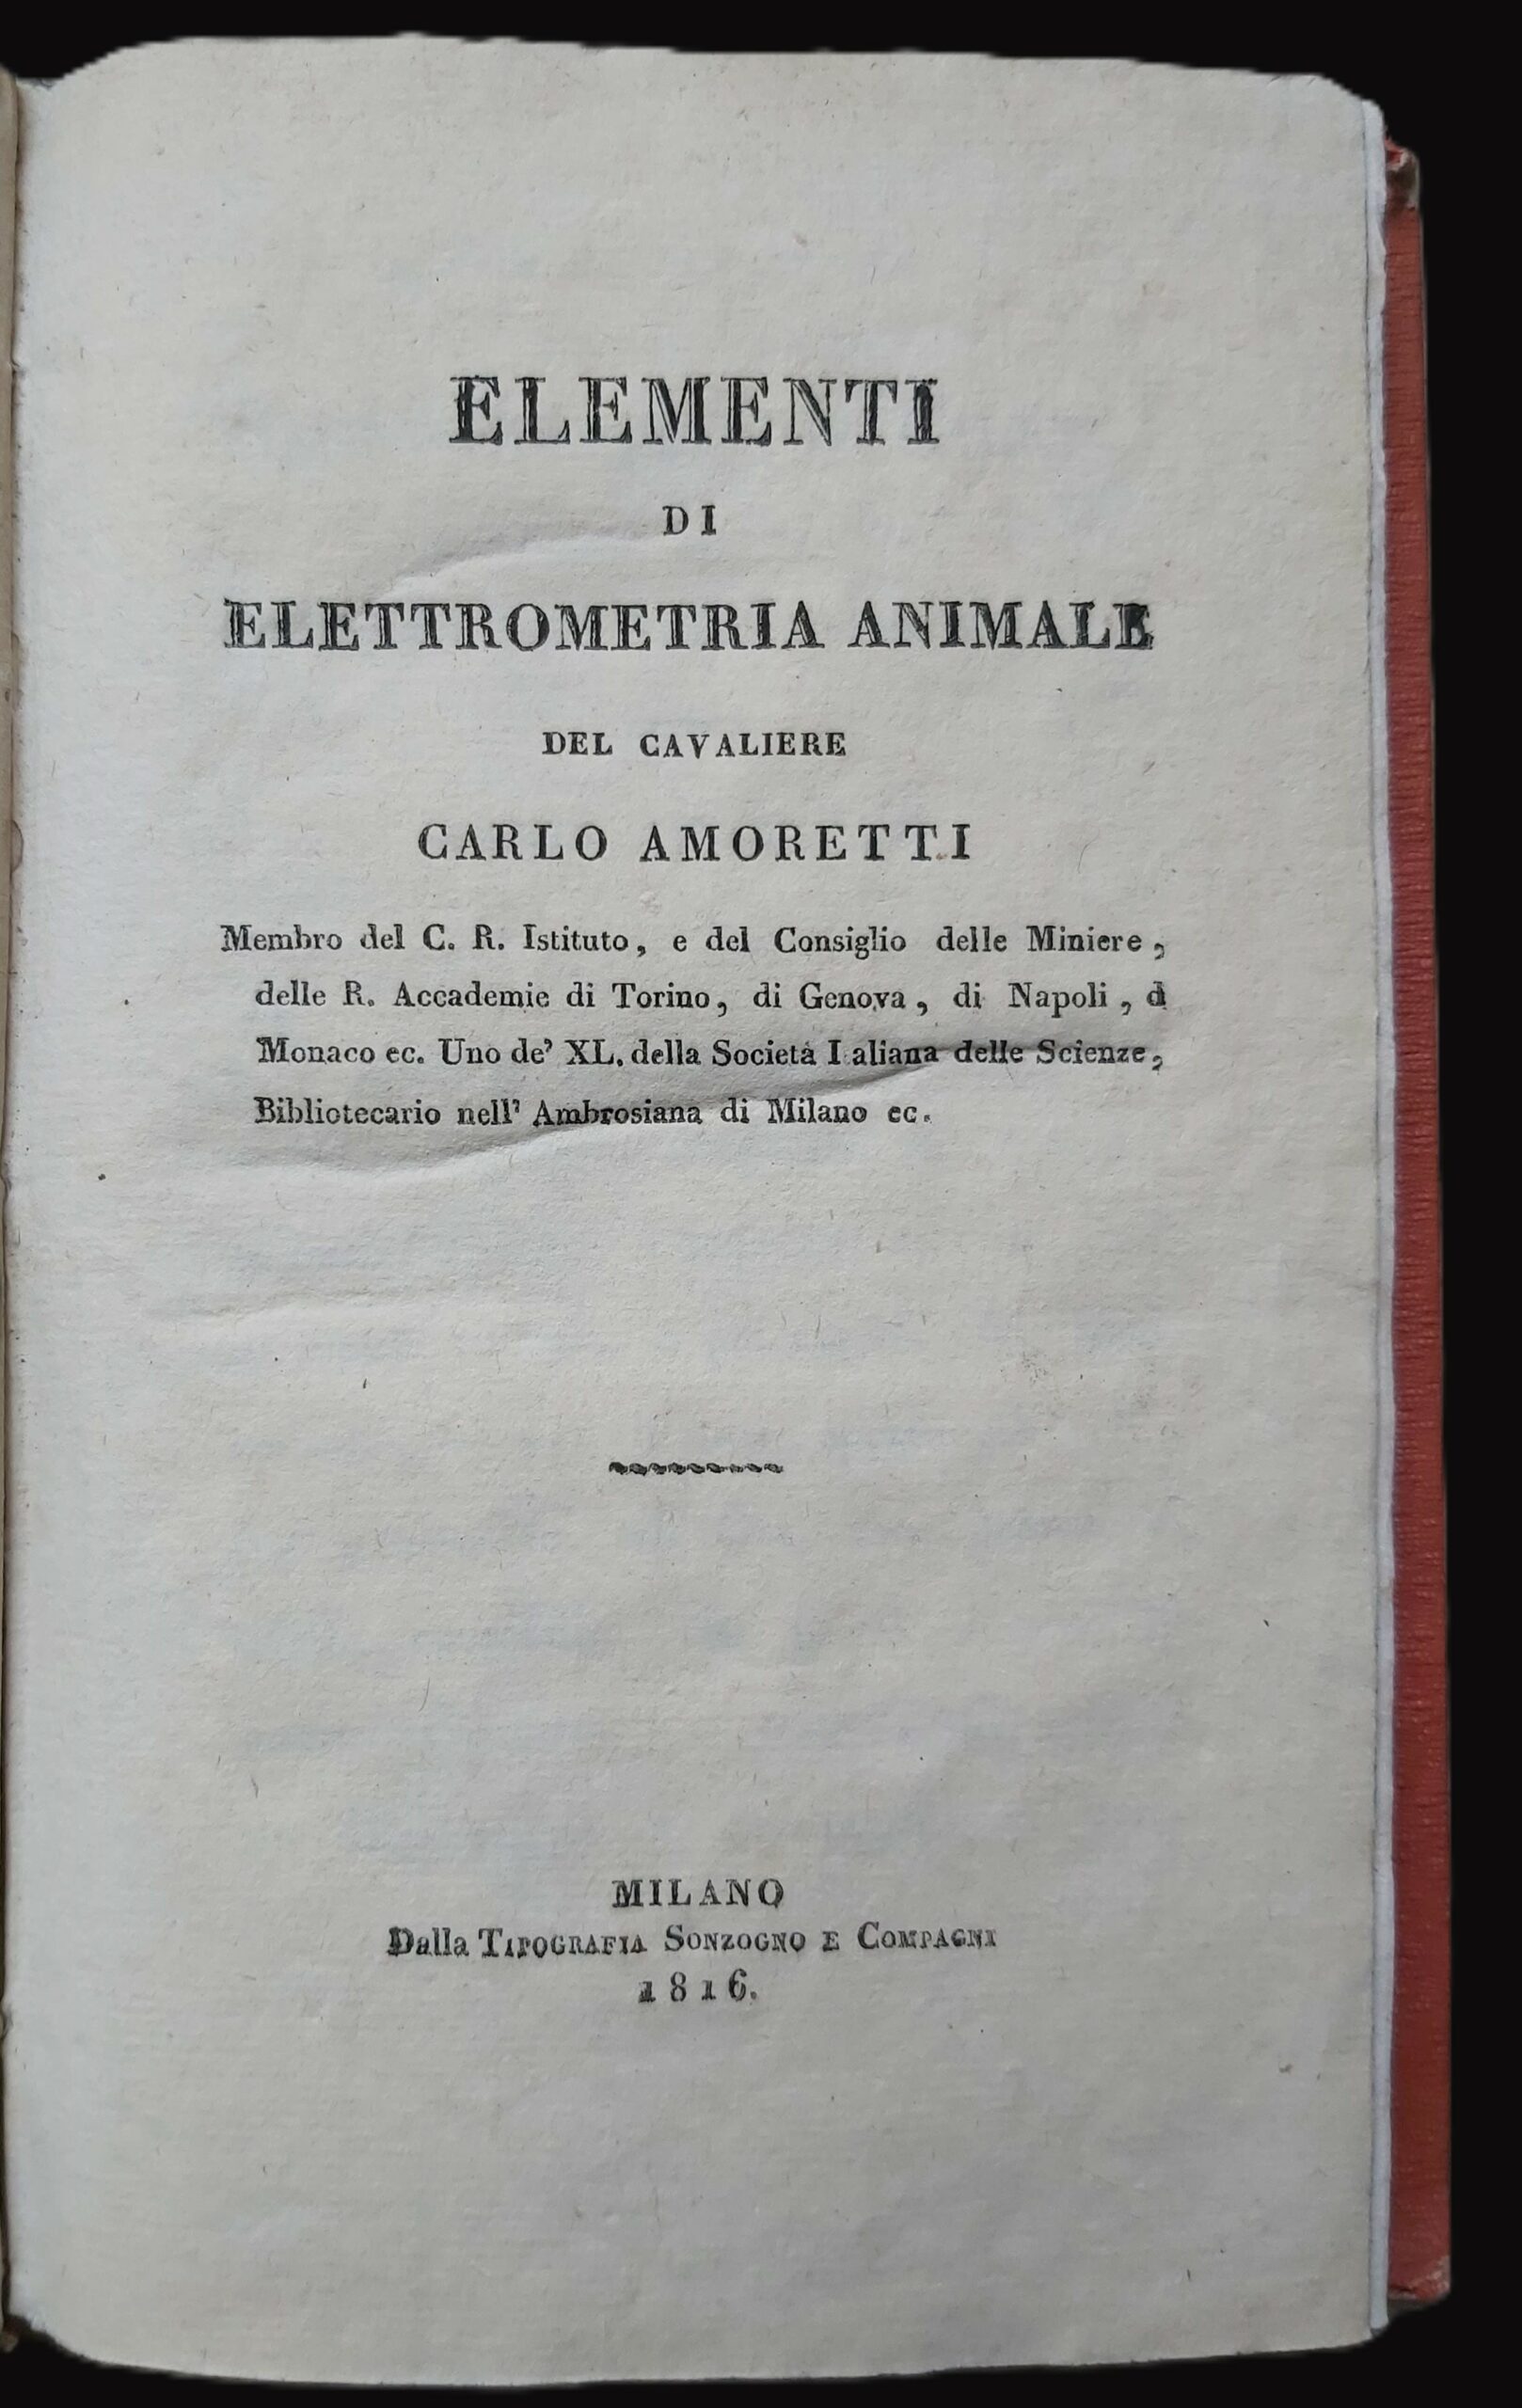 ELEMENTI
DI
ELETTROMETRIA ANIMALE
DEL CAVALIERE
CARLO AMORETTI
Membro del C. R. Istituto, e del Consiglio delle Miniere,
delle R. Accademie di Torino, di Genova, di Napoli, d
Monaco ec. Uno de' XL. della Società I aliana delle Scienze,
Bibliotecario nell' Ambrosiana di Milano ec.
MILANO
Dalla TIPOGRAFIA SONZOGNO E COMPAGNI
1816.